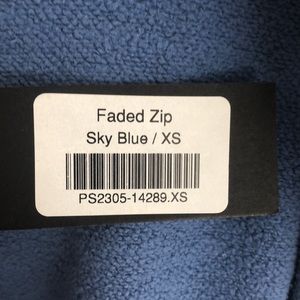 Faded Zip
Sky Blue / XS
PS2305-14289.XS